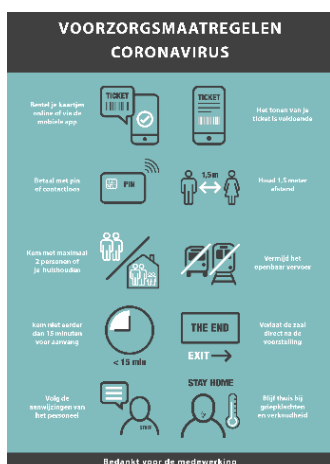 VOORZORGSMAATREGELEN
CORONAVIRUS
Bestel je kaartjes
online of via de
mobiele app
TICKET
TICKET
Het tonen van je
ticket is voldoende
Betaal met pin
of contactloos
PIN
1,5m
Houd 1,5 meter
afstand
Kom met maximaal
2 personen of
je huishouden
Vermijd het
openbaar vervoer
Kom niet eerder
dan 15 minuten
voor aanvang
< 15 min
THE END
EXIT
Verlaat de zaal
direct na de
voorstelling
Volg de
aanwijzingen van
het personeel
STAY HOME
Blijf thuis bij
griepklachten
en verkoudheid
Bedankt voor de medewerking